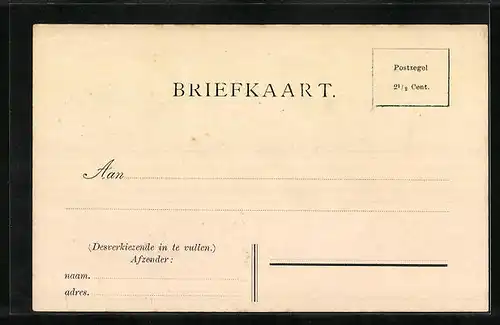 Postzegel
2½ Cent.
BRIEFKAART.
Aan
(Desverkiezende in te vullen.)
Afzender:
naam.
adres.